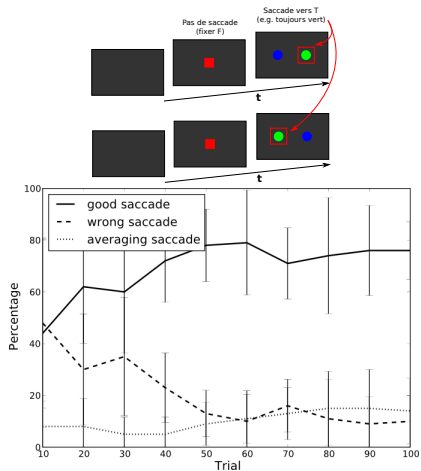 Pas de saccade
(fixer F)
Saccade vers T
(e.g. toujours vert)
t
t
100
80
60
40
20
0
good saccade
wrong saccade
averaging saccade
Percentage
10 20 30 40 50 60 70 80 90 100
Trial